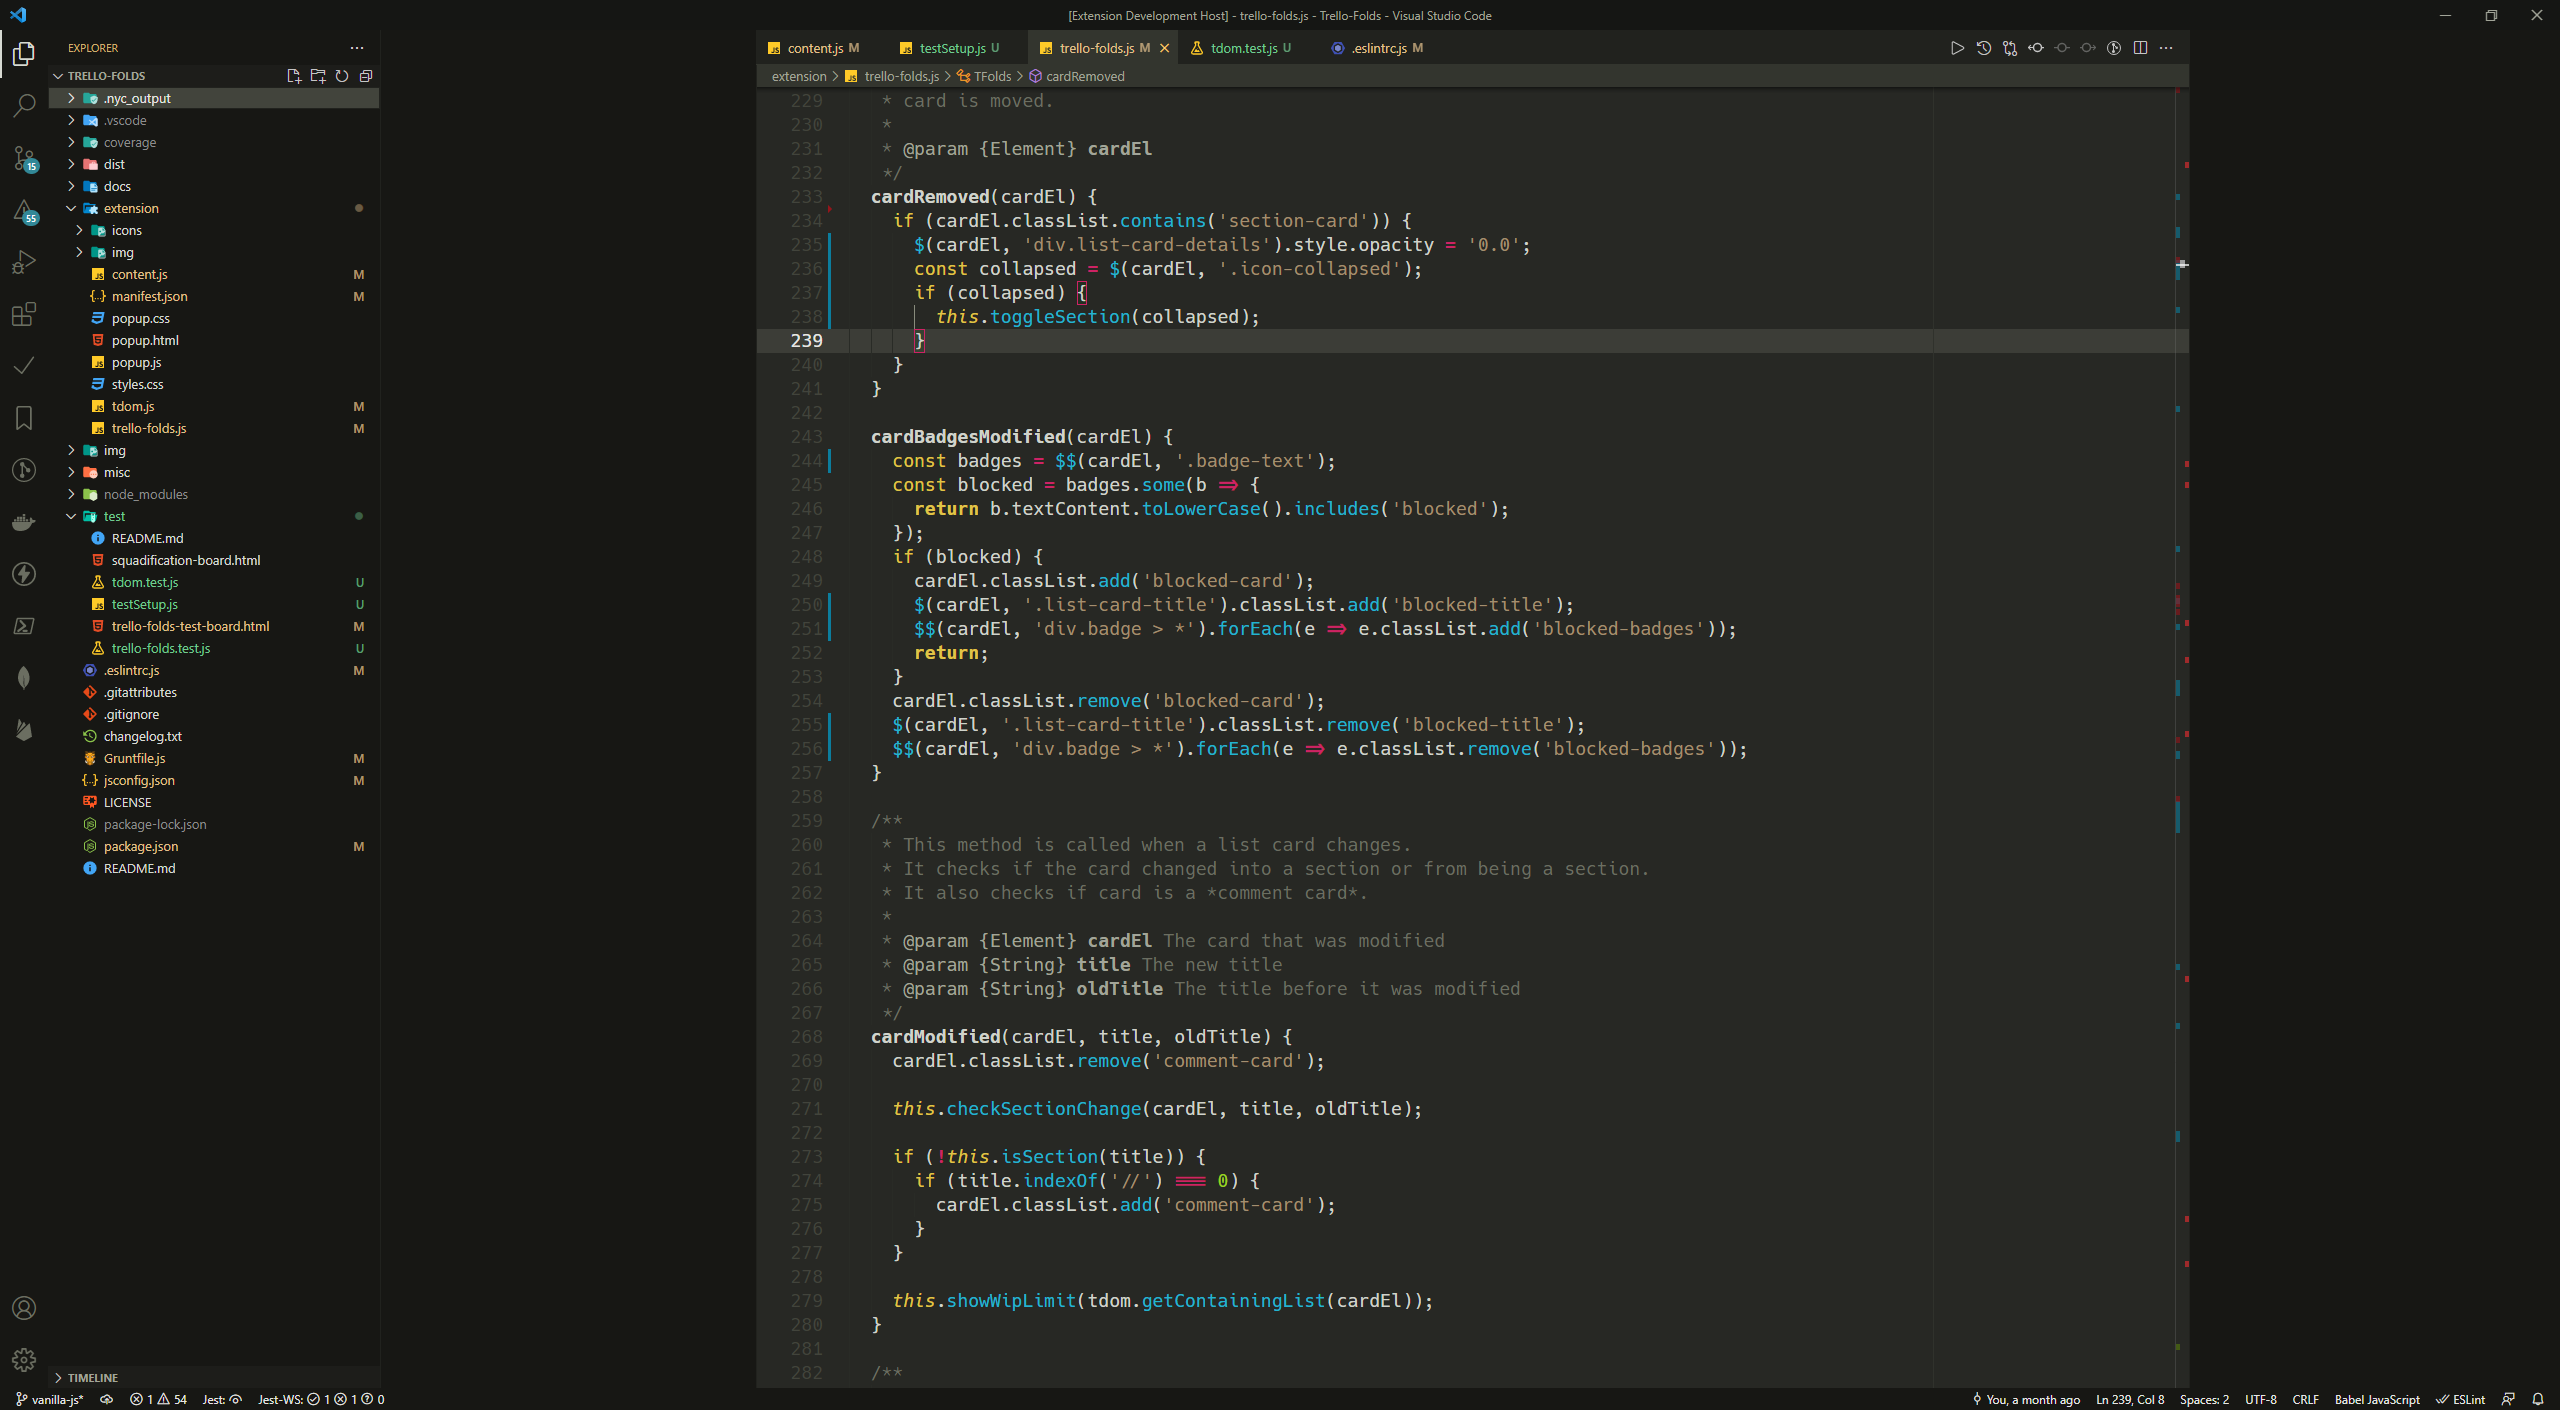 [Extension Development Host] - trello-folds.js - Trello-Folds - Visual Studio Code
EXPLORER
TRELLO-FOLDS
.nyc_output
.vscode
coverage
dist
docs
extension
icons
img
content.js M
manifest.json M
popup.css
popup.html
popup.js
styles.css
tdom.js M
trello-folds.js M
img
misc
node_modules
test
README.md
squadification-board.html
tdom.test.js U
testSetup.js U
trello-folds-test-board.html M
trello-folds.test.js U
.eslintrc.js M
.gitattributes
.gitignore
changelog.txt
Gruntfile.js M
jsconfig.json M
LICENSE
package-lock.json
package.json M
README.md
TIMELINE
15
55
content.js M testSetup.js U trello-folds.js M tdom.test.js U .eslintrc.js M
extension > trello-folds.js > TFolds > cardRemoved
229 * card is moved.
230 *
231 * @param {Element} cardEl
232 */
233 cardRemoved(cardEl) {
234 if (cardEl.classList.contains('section-card')) {
235 $(cardEl, 'div.list-card-details').style.opacity = '0.0';
236 const collapsed = $(cardEl, '.icon-collapsed');
237 if (collapsed) {
238 this.toggleSection(collapsed);
239 }
240 }
241 }
242
243 cardBadgesModified(cardEl) {
244 const badges = $$(cardEl, '.badge-text');
245 const blocked = badges.some(b => {
246 return b.textContent.toLowerCase().includes('blocked');
247 });
248 if (blocked) {
249 cardEl.classList.add('blocked-card');
250 $(cardEl, '.list-card-title').classList.add('blocked-title');
251 $$(cardEl, 'div.badge > *').forEach(e => e.classList.add('blocked-badges'));
252 return;
253 }
254 cardEl.classList.remove('blocked-card');
255 $(cardEl, '.list-card-title').classList.remove('blocked-title');
256 $$(cardEl, 'div.badge > *').forEach(e => e.classList.remove('blocked-badges'));
257 }
258
259 /**
260 * This method is called when a list card changes.
261 * It checks if the card changed into a section or from being a section.
262 * It also checks if card is a *comment card*.
263 *
264 * @param {Element} cardEl The card that was modified
265 * @param {String} title The new title
266 * @param {String} oldTitle The title before it was modified
267 */
268 cardModified(cardEl, title, oldTitle) {
269 cardEl.classList.remove('comment-card');
270
271 this.checkSectionChange(cardEl, title, oldTitle);
272
273 if (!this.isSection(title)) {
274 if (title.indexOf('//') === 0) {
275 cardEl.classList.add('comment-card');
276 }
277 }
278
279 this.showWipLimit(tdom.getContainingList(cardEl));
280 }
281
282 /**
vanilla-js* 1 54 Jest: Jest-WS: 1 1 0 You, a month ago Ln 239, Col 8 Spaces: 2 UTF-8 CRLF Babel JavaScript ESLint